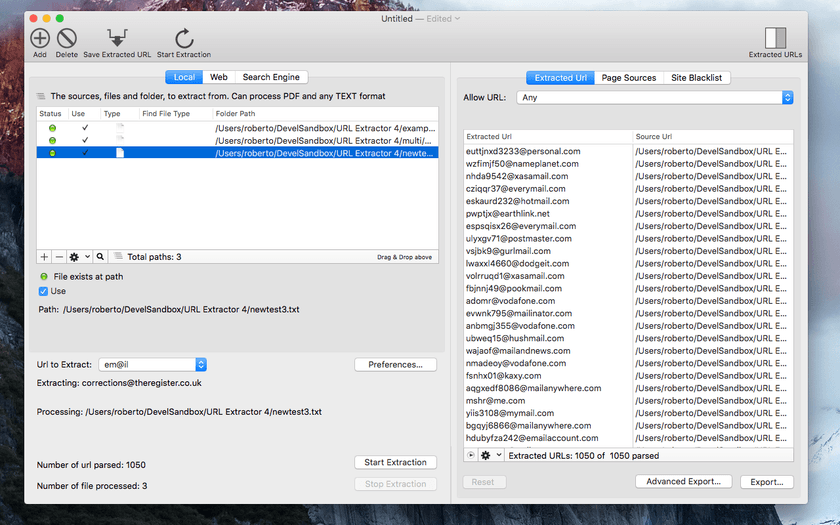 Untitled — Edited
Add Delete Save Extracted URL Start Extraction Extracted URLs
Local Web Search Engine
The sources, files and folder, to extract from. Can process PDF and any TEXT format
Status Use Type Find File Type Folder Path
/Users/roberto/DevelSandbox/URL Extractor 4/examp...
/Users/roberto/DevelSandbox/URL Extractor 4/multi/...
/Users/roberto/DevelSandbox/URL Extractor 4/newte...
Total paths: 3 Drag & Drop above
File exists at path
Use
Path: /Users/roberto/DevelSandbox/URL Extractor 4/newtest3.txt
Url to Extract: em@il Preferences...
Extracting: corrections@theregister.co.uk
Processing: /Users/roberto/DevelSandbox/URL Extractor 4/newtest3.txt
Number of url parsed: 1050 Start Extraction
Number of file processed: 3 Stop Extraction
Extracted Url Page Sources Site Blacklist
Allow URL: Any
Extracted Url Source Url
euttjnxd3233@personal.com /Users/roberto/DevelSandbox/URL E...
wzfimjf50@nameplanet.com /Users/roberto/DevelSandbox/URL E...
nhda9542@xasamail.com /Users/roberto/DevelSandbox/URL E...
cziqqr37@everymail.com /Users/roberto/DevelSandbox/URL E...
eskaurd232@hotmail.com /Users/roberto/DevelSandbox/URL E...
pwptjx@earthlink.net /Users/roberto/DevelSandbox/URL E...
espsqisx26@everymail.com /Users/roberto/DevelSandbox/URL E...
ulyxgv71@postmaster.com /Users/roberto/DevelSandbox/URL E...
vsjbk9@gurlmail.com /Users/roberto/DevelSandbox/URL E...
lwaxxl4660@dodgeit.com /Users/roberto/DevelSandbox/URL E...
volrruqd1@xasamail.com /Users/roberto/DevelSandbox/URL E...
fbjnnj49@pookmail.com /Users/roberto/DevelSandbox/URL E...
adomr@vodafone.com /Users/roberto/DevelSandbox/URL E...
evwnk795@mailinator.com /Users/roberto/DevelSandbox/URL E...
anbmgj355@vodafone.com /Users/roberto/DevelSandbox/URL E...
ubweq15@hushmail.com /Users/roberto/DevelSandbox/URL E...
wajaof@mailandnews.com /Users/roberto/DevelSandbox/URL E...
nmadeoy@vodafone.com /Users/roberto/DevelSandbox/URL E...
fsnhx01@kaxy.com /Users/roberto/DevelSandbox/URL E...
aqgxedf8086@mailanywhere.com /Users/roberto/DevelSandbox/URL E...
mshr@me.com /Users/roberto/DevelSandbox/URL E...
yiis3108@mymail.com /Users/roberto/DevelSandbox/URL E...
bgqyj6866@mailanywhere.com /Users/roberto/DevelSandbox/URL E...
hdubyfza242@emailaccount.com /Users/roberto/DevelSandbox/URL E...
Extracted URLs: 1050 of 1050 parsed
Reset Advanced Export... Export...